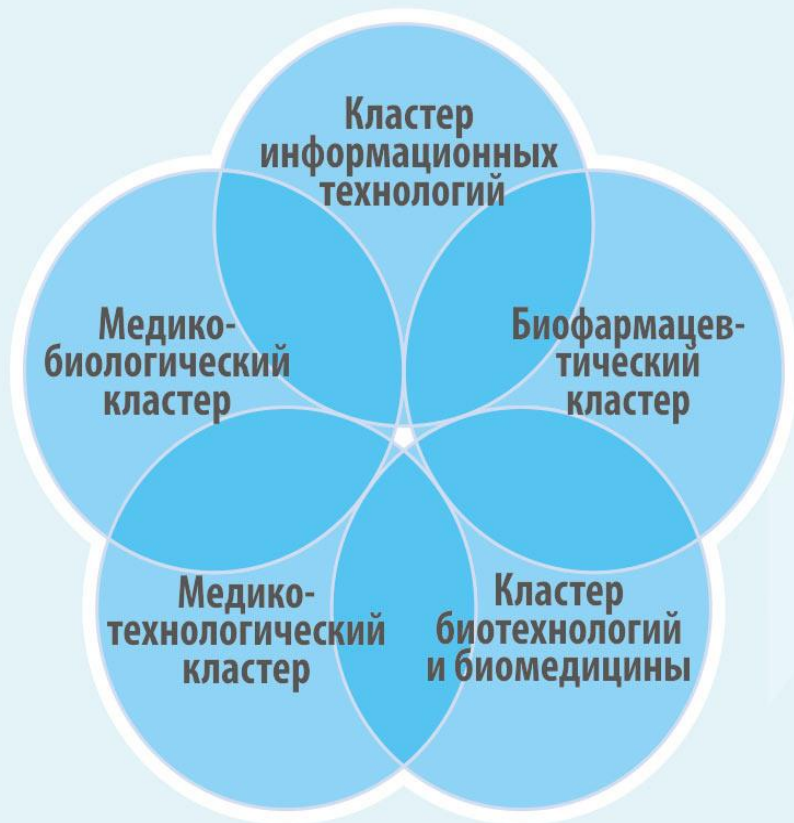 Кластер
информационных
технологий
Медико-
биологический
кластер
Биофармацев-
тический
кластер
Медико-
технологический
кластер
Кластер
биотехнологий
и биомедицины